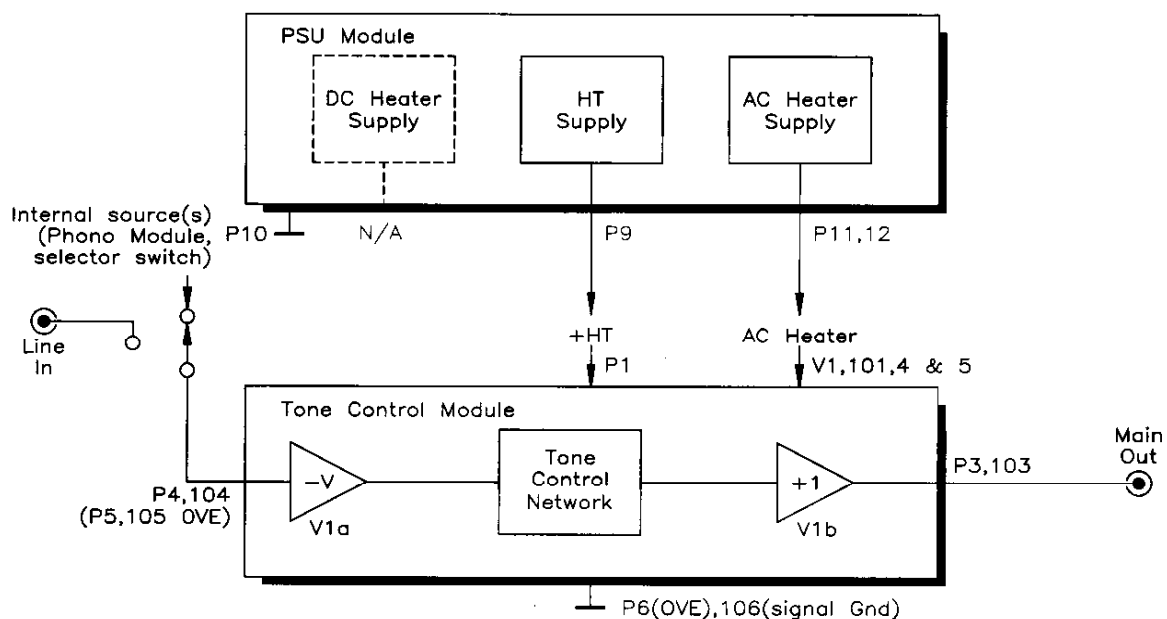 PSU Module
DC Heater
Supply
HT
Supply
AC Heater
Supply
Internal source(s)
(Phono Module,
selector switch)
P10
N/A
P9
P11,12
Line
In
+HT
P1
AC Heater
V1,101,4 & 5
Tone Control Module
P4,104
(P5,105 OVE)
-V
V1a
Tone
Control
Network
+1
V1b
P3,103
Main
Out
P6(OVE),106(signal Gnd)